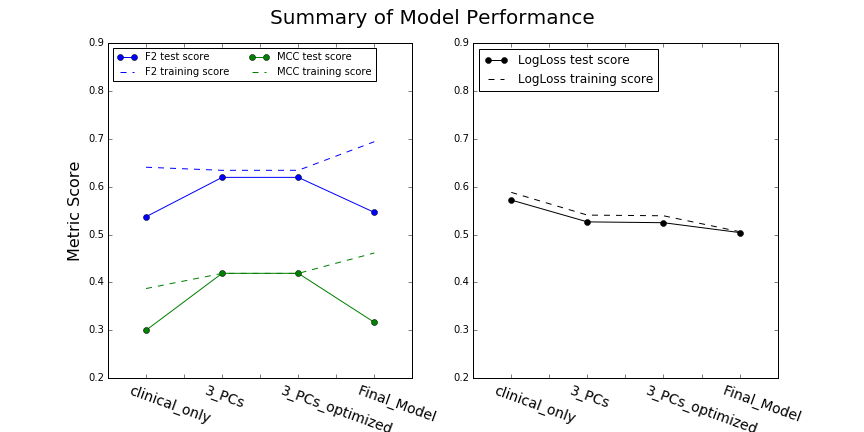 Summary of Model Performance
Metric Score
0.9
0.8
0.7
0.6
0.5
0.4
0.3
0.2
F2 test score
F2 training score
MCC test score
MCC training score
clinical_only
3_PCs
3_PCs_optimized
Final_Model
0.9
0.8
0.7
0.6
0.5
0.4
0.3
0.2
LogLoss test score
LogLoss training score
clinical_only
3_PCs
3_PCs_optimized
Final_Model